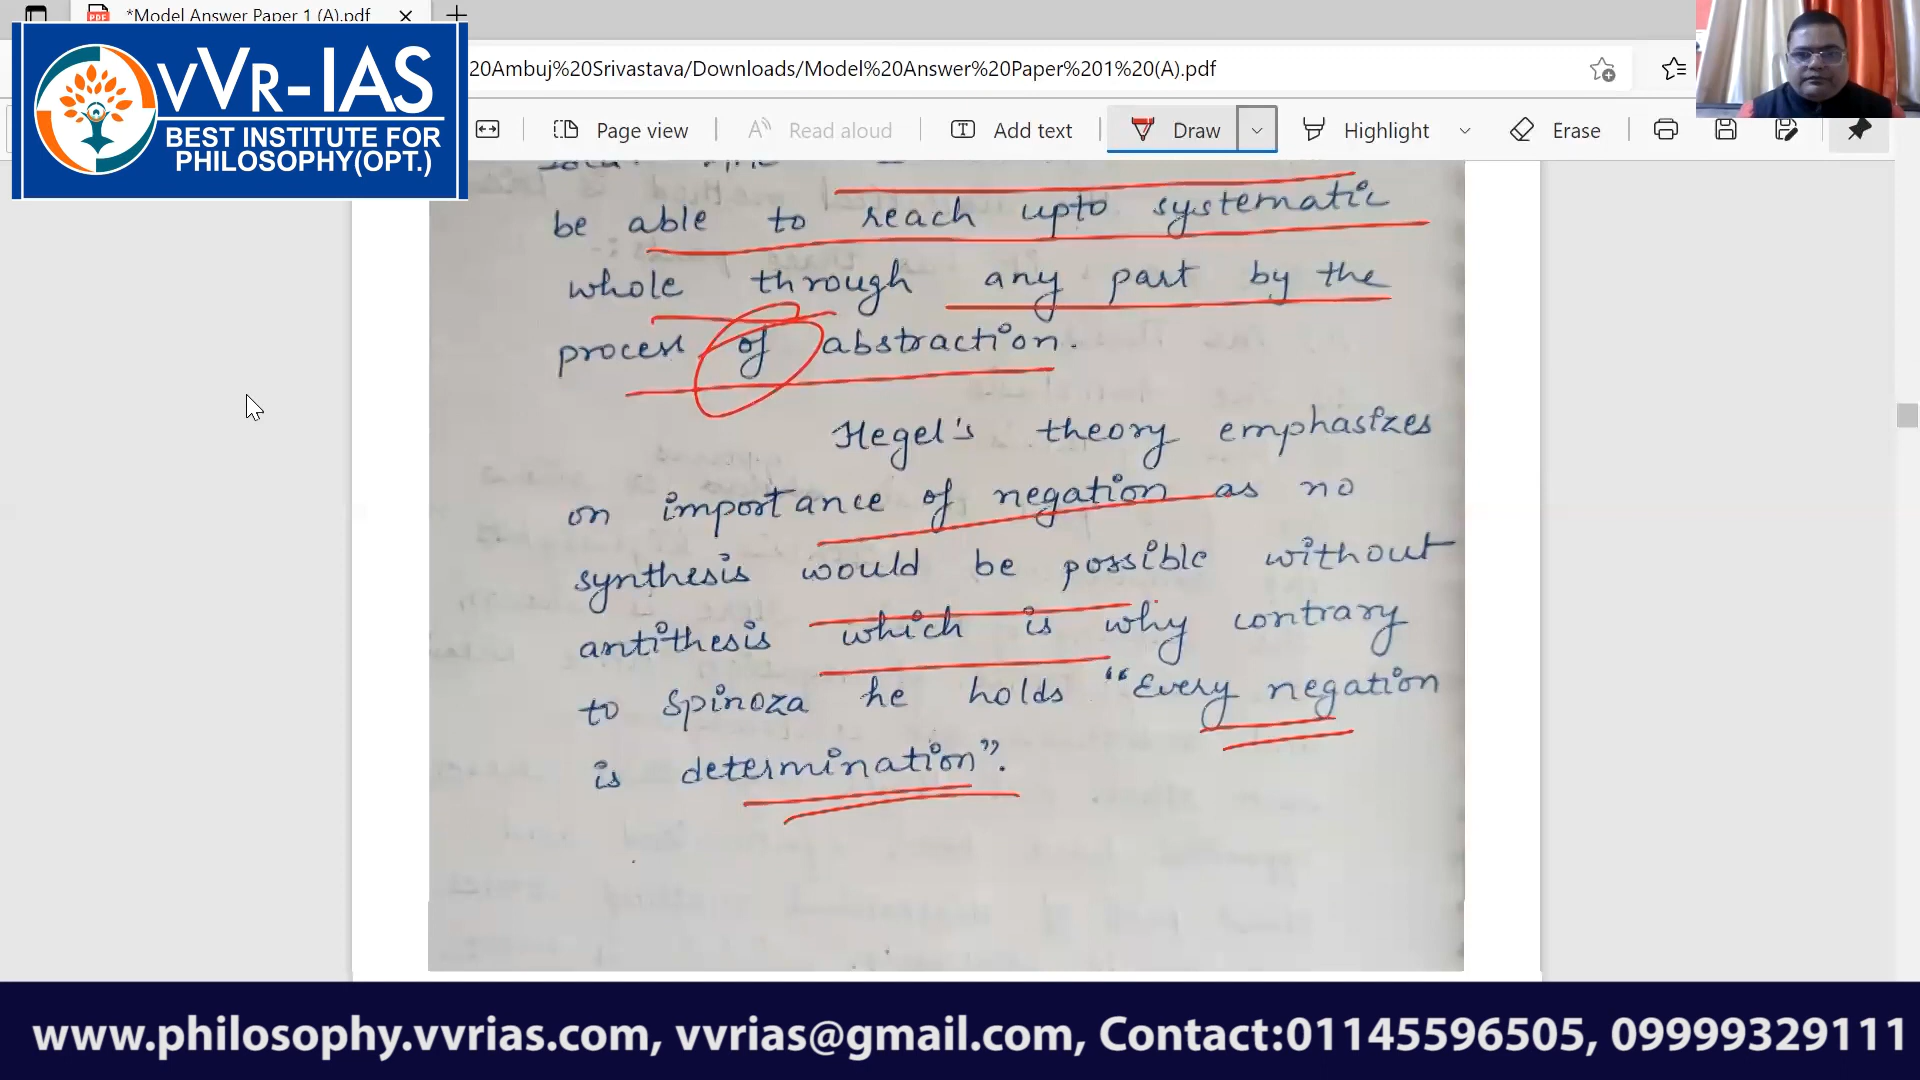 *Model Answer Paper 1 (A).pdf
vVR-IAS
BEST INSTITUTE FOR
PHILOSOPHY(OPT.)
20Ambuj%20Srivastava/Downloads/Model%20Answer%20Paper%201%20(A).pdf
Page view
Read aloud
Add text
Draw
Highlight
Erase
be able to reach upto systematic
whole through any part by the
process of abstraction.
Hegel's theory emphasizes
on importance of negation as no
synthesis would be possible without
antithesis which is why contrary
to Spinoza he holds "Every negation
is determination".
www.philosophy.vvrias.com, vvrias@gmail.com, Contact:01145596505, 09999329111